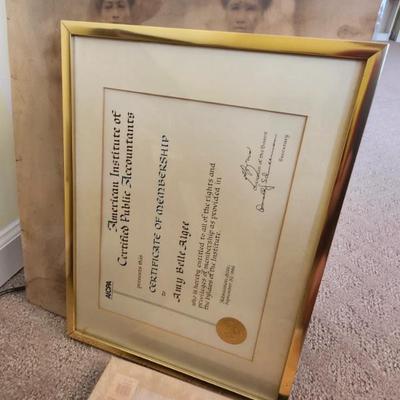 American Institute of
Certified Public Accountants
presents this
CERTIFICATE OF MEMBERSHIP
to
Amy Belle Algee
who is hereby entitled to all of the rights and
privileges of membership as provided in
the bylaws of the Institute.
Chairman of the Board
Secretary
AICPA